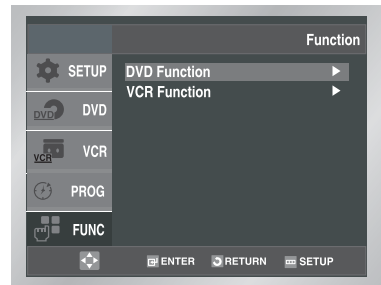 Function
SETUP
DVD Function ►
VCR Function ►
DVD DVD
VCR VCR
PROG
FUNC
ENTER RETURN SETUP